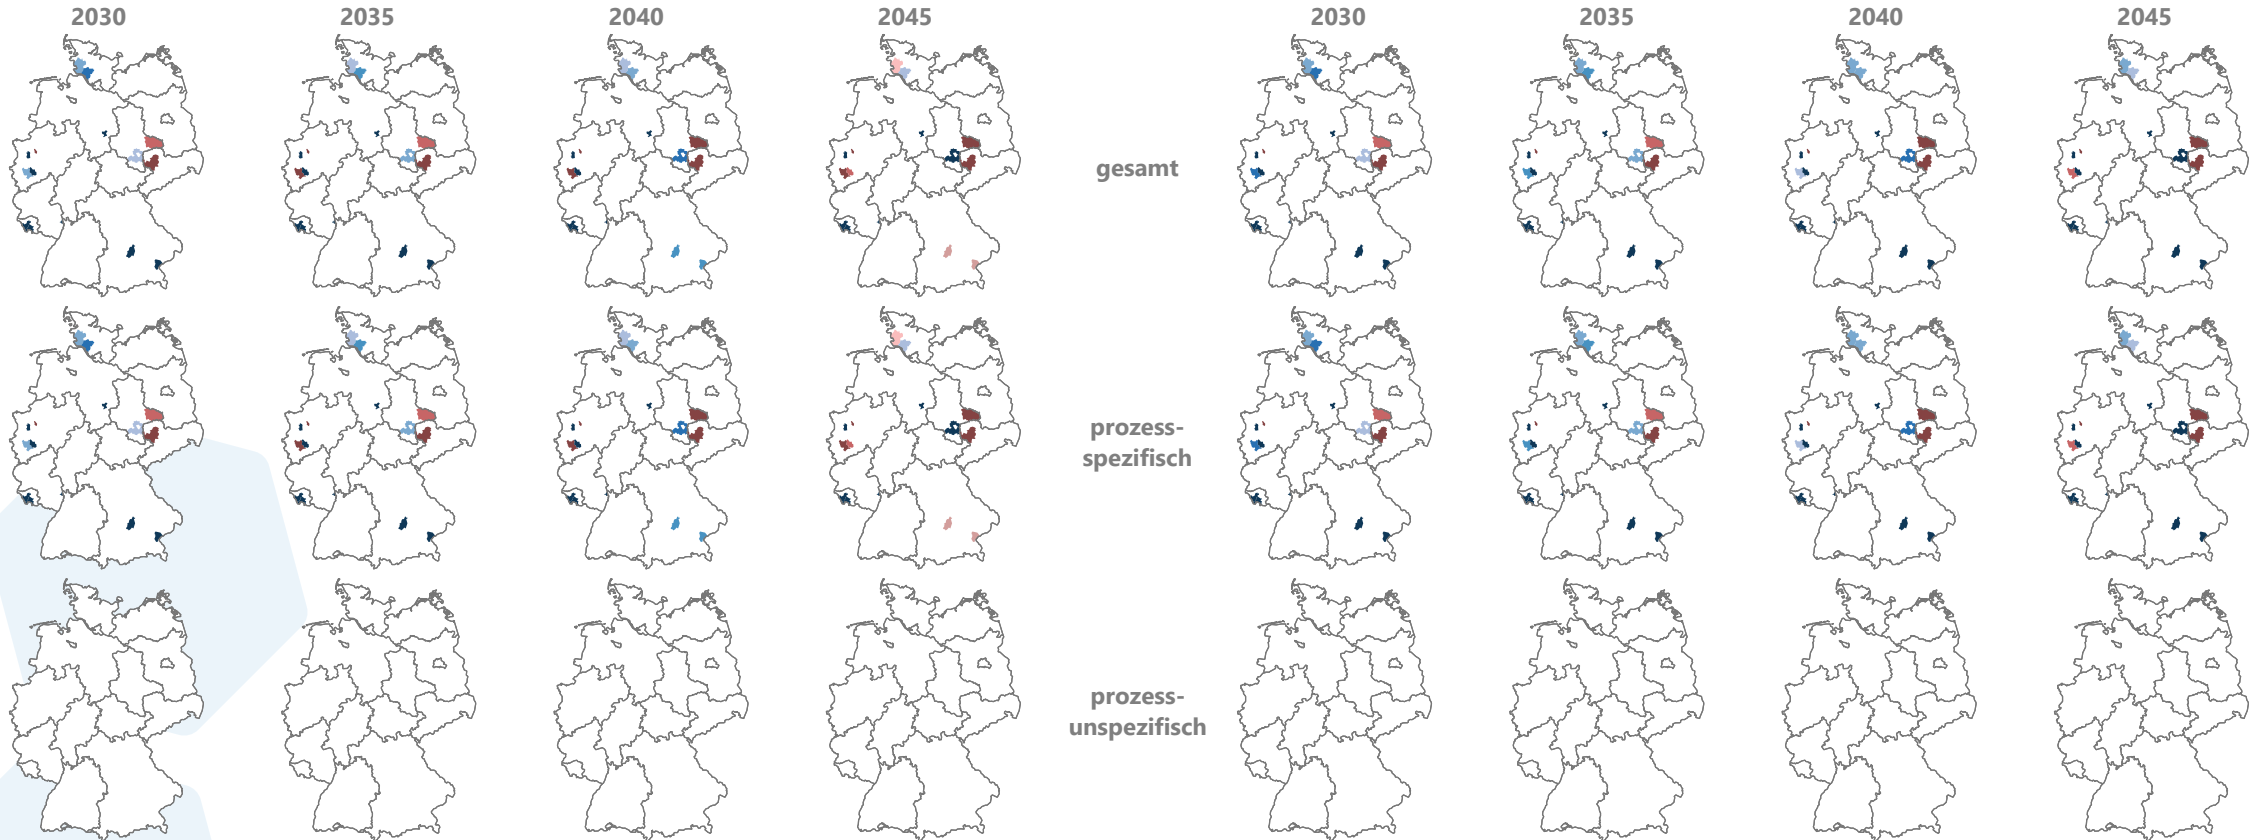 2030 2035 2040 2045 2030 2035 2040 2045
gesamt
prozess-
spezifisch
prozess-
unspezifisch